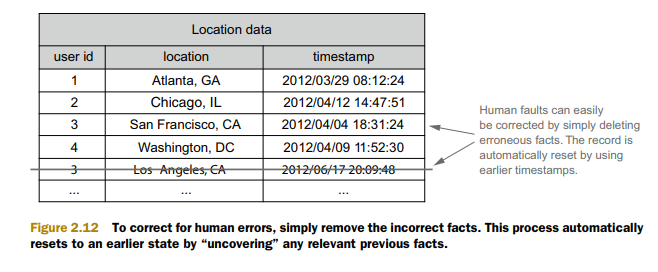 Location data
user id location timestamp
1 Atlanta, GA 2012/03/29 08:12:24
2 Chicago, IL 2012/04/12 14:47:51
3 San Francisco, CA 2012/04/04 18:31:24
4 Washington, DC 2012/04/09 11:52:30
3 Los Angeles, CA 2012/06/17 20:09:48
... ... ...
Human faults can easily
be corrected by simply deleting
erroneous facts. The record is
automatically reset by using
earlier timestamps.
Figure 2.12 To correct for human errors, simply remove the incorrect facts. This process automatically
resets to an earlier state by “uncovering” any relevant previous facts.